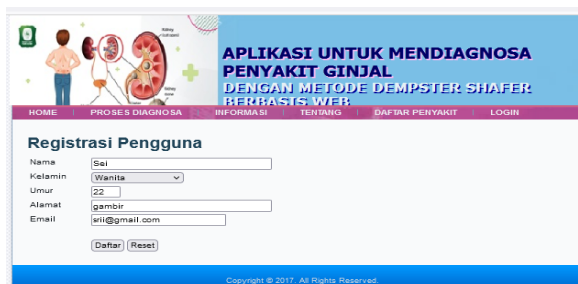 APLIKASI UNTUK MENDIAGNOSA
PENYAKIT GINJAL
DENGAN METODE DEMPSTER SHAFER
BERBASIS WEB
HOME PROSES DIAGNOSA INFORMASI TENTANG DAFTAR PENYAKIT LOGIN
Registrasi Pengguna
Nama Sei
Kelamin Wanita
Umur 22
Alamat gambir
Email srii@gmail.com
Daftar Reset
Copyright © 2017. All Rights Reserved.